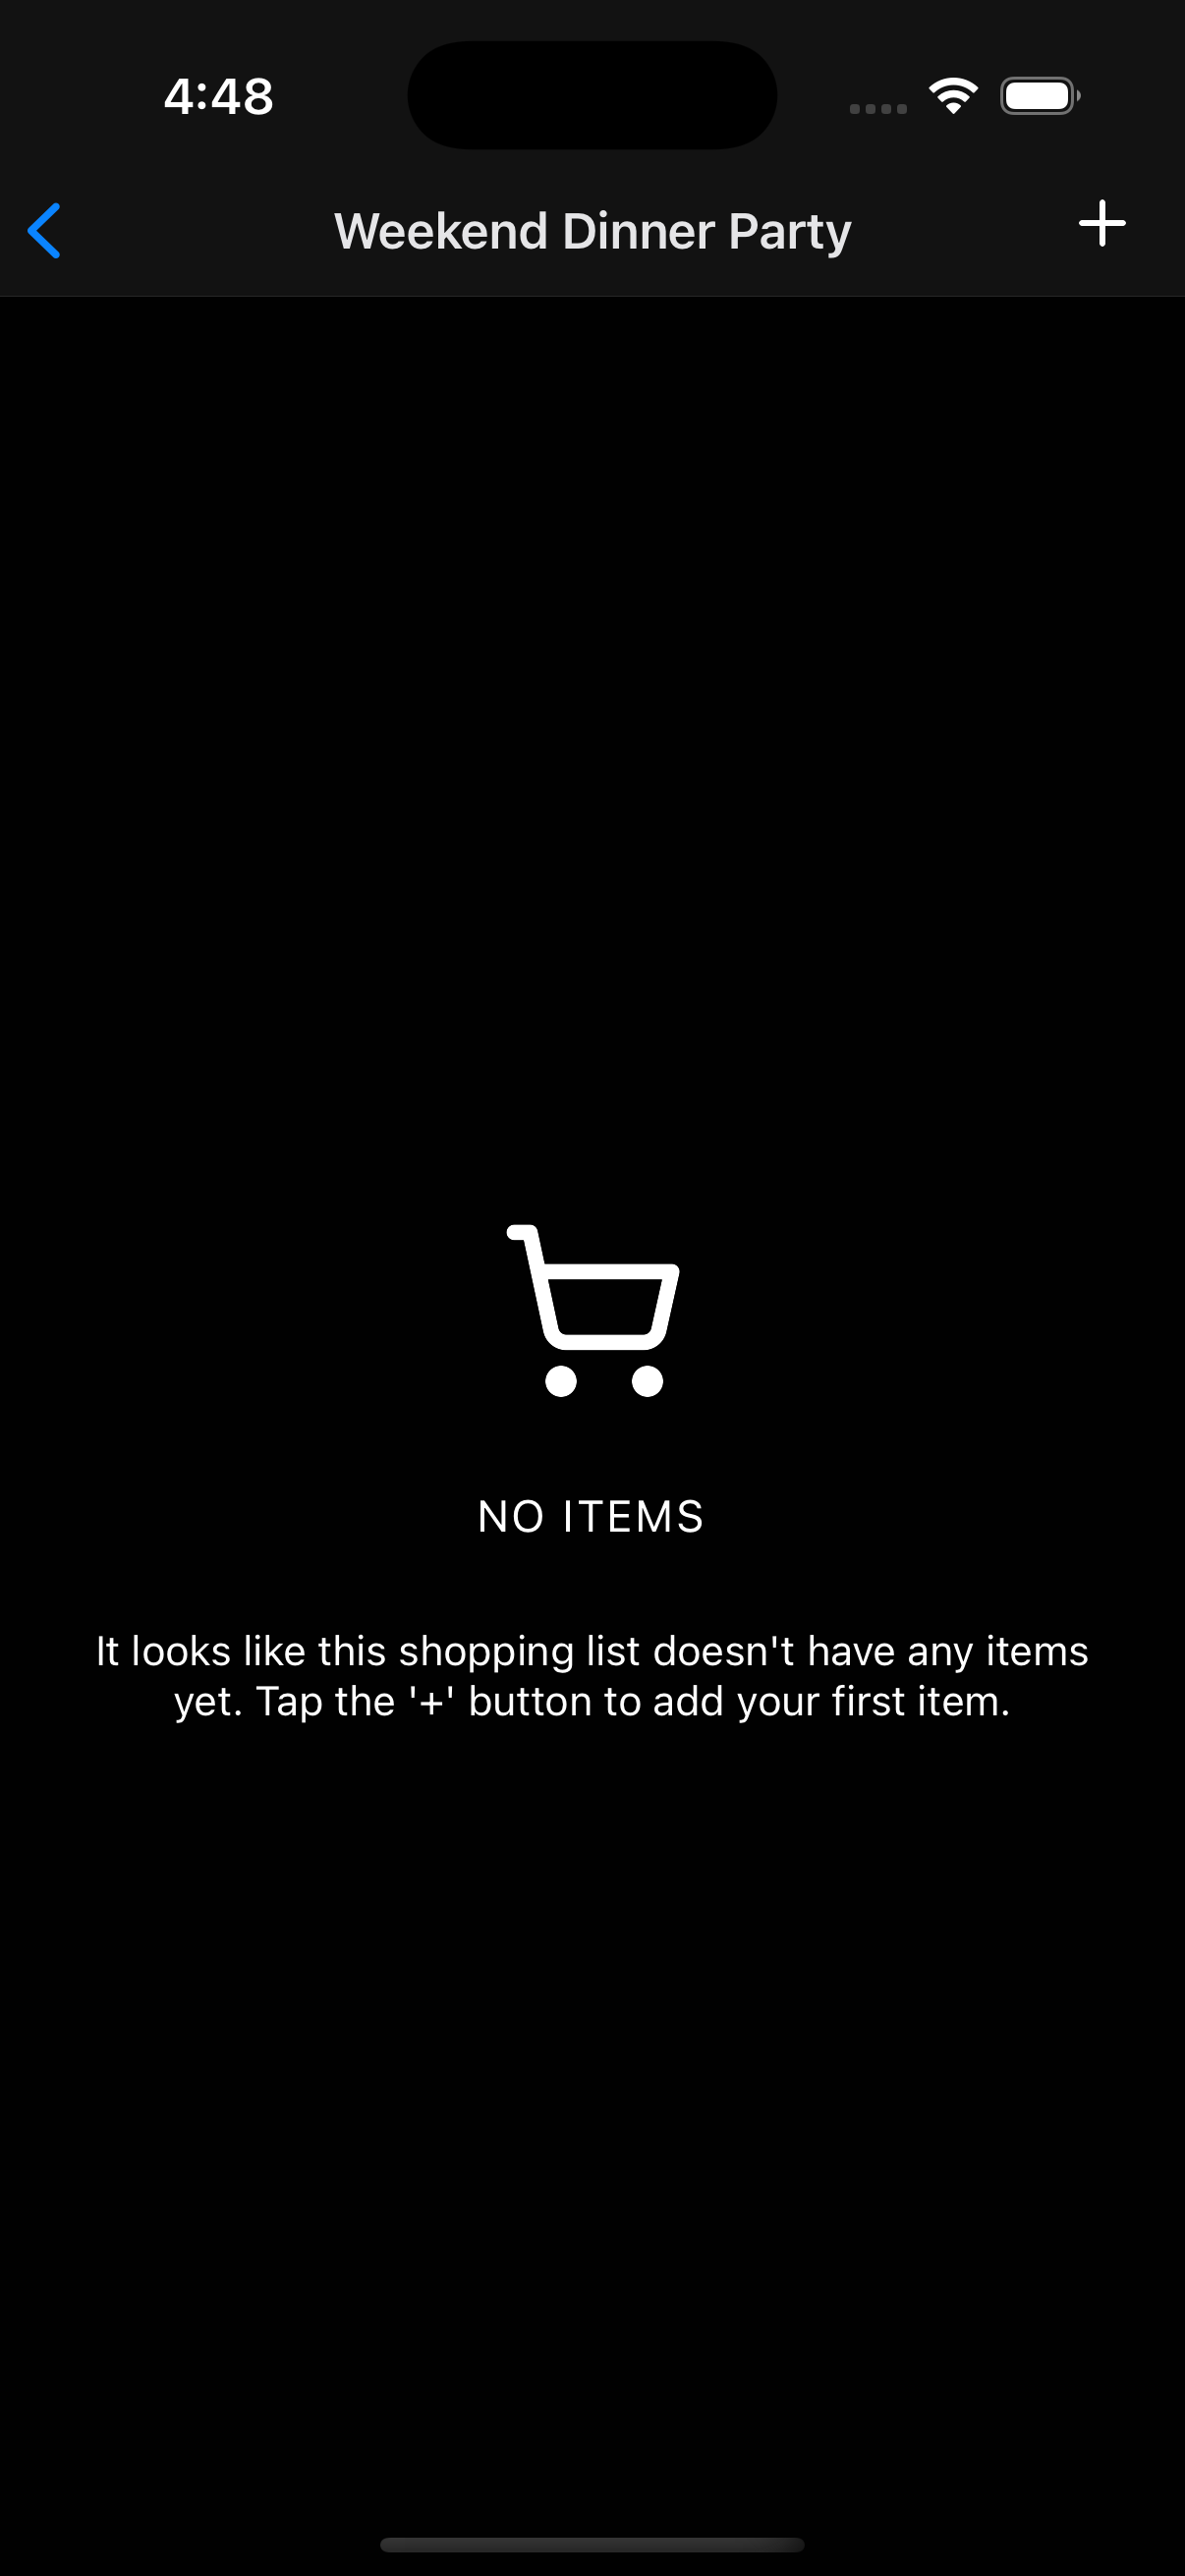 4:48
Weekend Dinner Party
NO ITEMS
It looks like this shopping list doesn't have any items
yet. Tap the '+' button to add your first item.